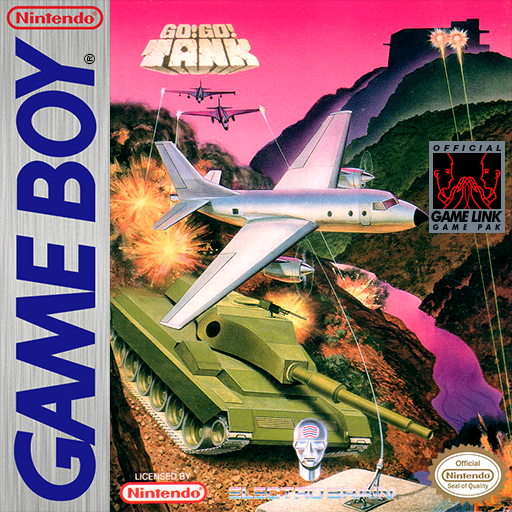 Nintendo®
GAME BOY
GO! GO!
TANK
OFFICIAL
GAME LINK
GAME PAK
LICENSED BY
Nintendo
ELECTRO BRAIN
Official
Nintendo
Seal of Quality